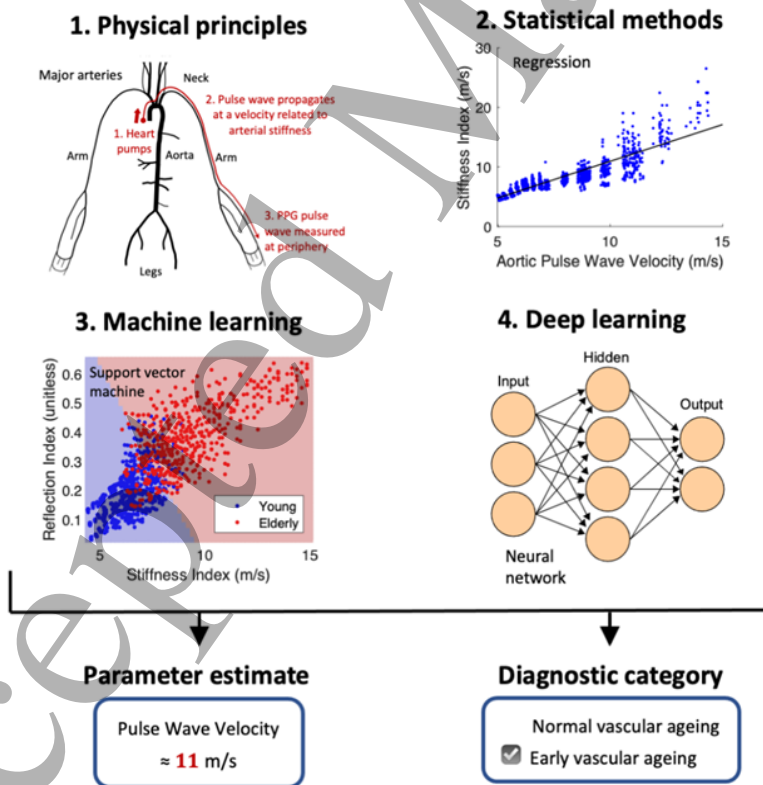 1. Physical principles
Major arteries
Neck
2. Pulse wave propagates
at a velocity related to
arterial stiffness
1. Heart
pumps
Arm
Aorta
Arm
3. PPG pulse
wave measured
at periphery
Legs
2. Statistical methods
Regression
Stiffness Index (m/s)
30
20
10
0
5
10
15
Aortic Pulse Wave Velocity (m/s)
3. Machine learning
Support vector
machine
Reflection Index (unitless)
0.6
0.5
0.4
0.3
0.2
0.1
Young
Elderly
5
10
15
Stiffness Index (m/s)
4. Deep learning
Hidden
Input
Output
Neural
network
Parameter estimate
Pulse Wave Velocity
≈ 11 m/s
Diagnostic category
Normal vascular ageing
Early vascular ageing